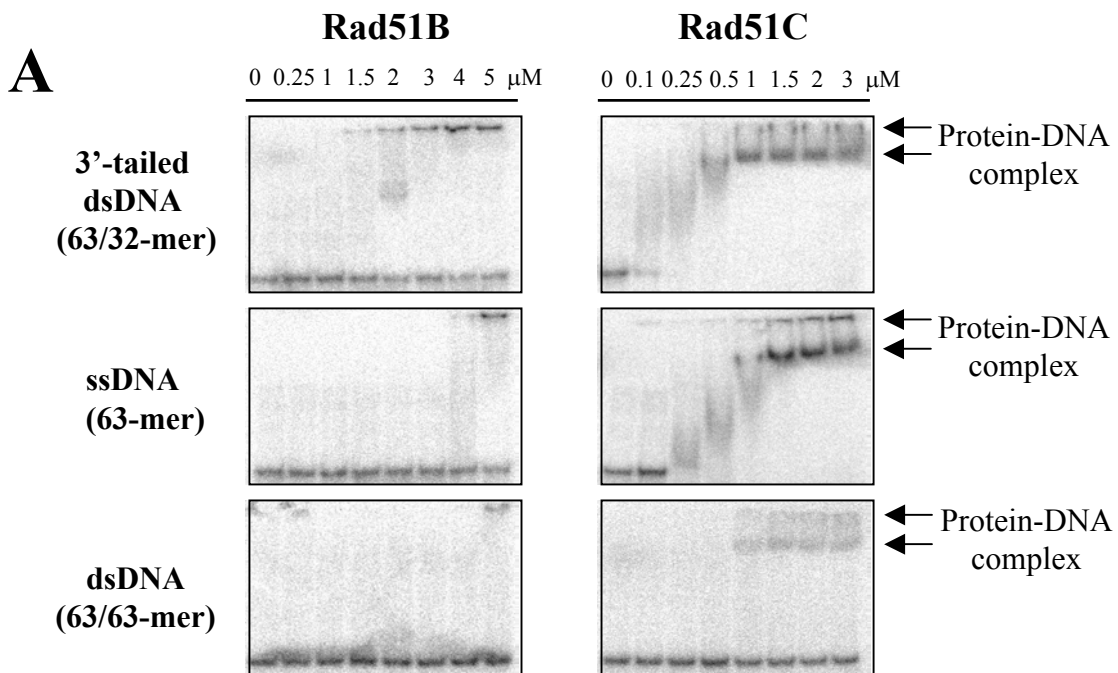 A
Rad51B
Rad51C
0 0.25 1 1.5 2 3 4 5 μM
0 0.1 0.25 0.5 1 1.5 2 3 μM
3’-tailed
dsDNA
(63/32-mer)
Protein-DNA
complex
ssDNA
(63-mer)
Protein-DNA
complex
dsDNA
(63/63-mer)
Protein-DNA
complex